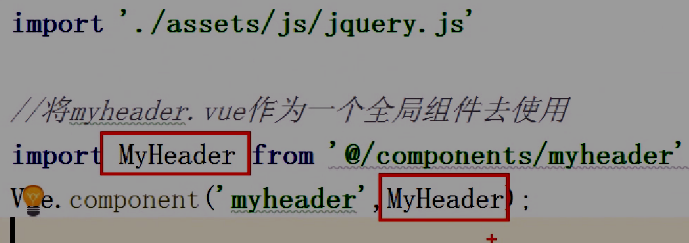 import './assets/js/jquery.js'
//将myheader.vue作为一个全局组件去使用
import MyHeader from '@/components/myheader'
Vue.component('myheader',MyHeader);